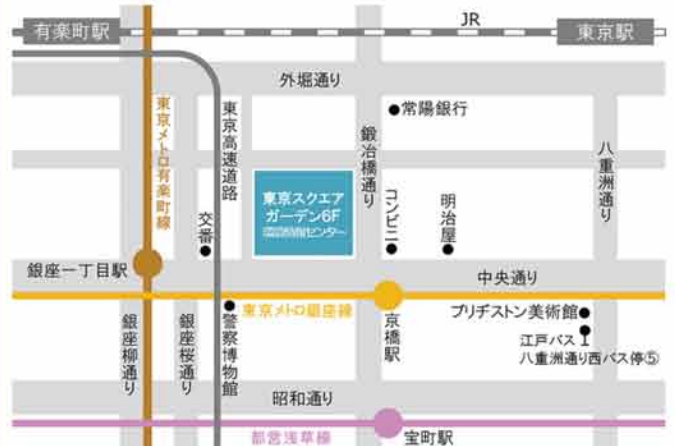 JR
有楽町駅
東京駅
外堀通り
東京メトロ有楽町線
東京高速道路
常陽銀行
鍛冶橋通り
八重洲通り
東京スクエア
ガーデン6F
センター
交番
コンビニ
明治屋
銀座一丁目駅
中央通り
東京メトロ銀座線
ブリヂストン美術館
江戸バス
八重洲通り西バス停⑤
銀座柳通り
銀座桜通り
警察博物館
京橋駅
昭和通り
都営浅草線
宝町駅